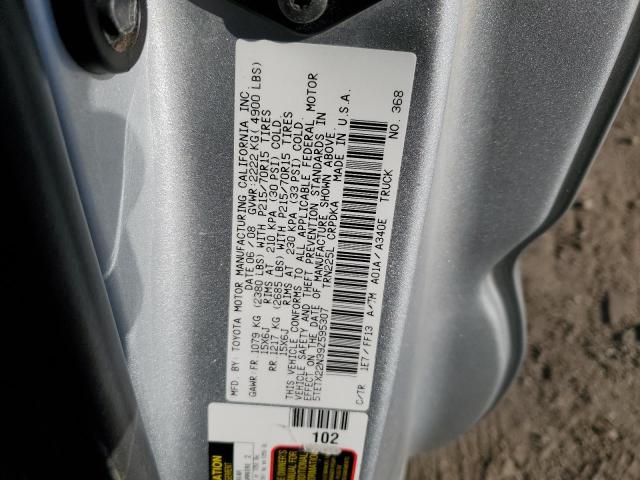 MFD. BY: TOYOTA MOTOR MANUFACTURING CALIFORNIA INC
DATE 06/08 GVWR 2222 KG( 4900 LBS)
GAWR FR 1079 KG (2380 LBS) WITH P215/70R15 TIRES
15X6J RIMS AT 210 KPA (30 PSI) COLD
RR 1217 KG (2685 LBS) WITH P215/70R15 TIRES
15X6J RIMS AT 230 KPA (33 PSI) COLD
THIS VEHICLE CONFORMS TO ALL APPLICABLE FEDERAL MOTOR
VEHICLE SAFETY AND THEFT PREVENTION STANDARDS IN
EFFECT ON THE DATE OF MANUFACTURE SHOWN ABOVE.
5TETX22N39Z595307 TRN225L CRPDKA MADE IN U.S.A.
C/TR 1E7/FF13 A/TM A01A/A340E TRUCK NO. 368
102